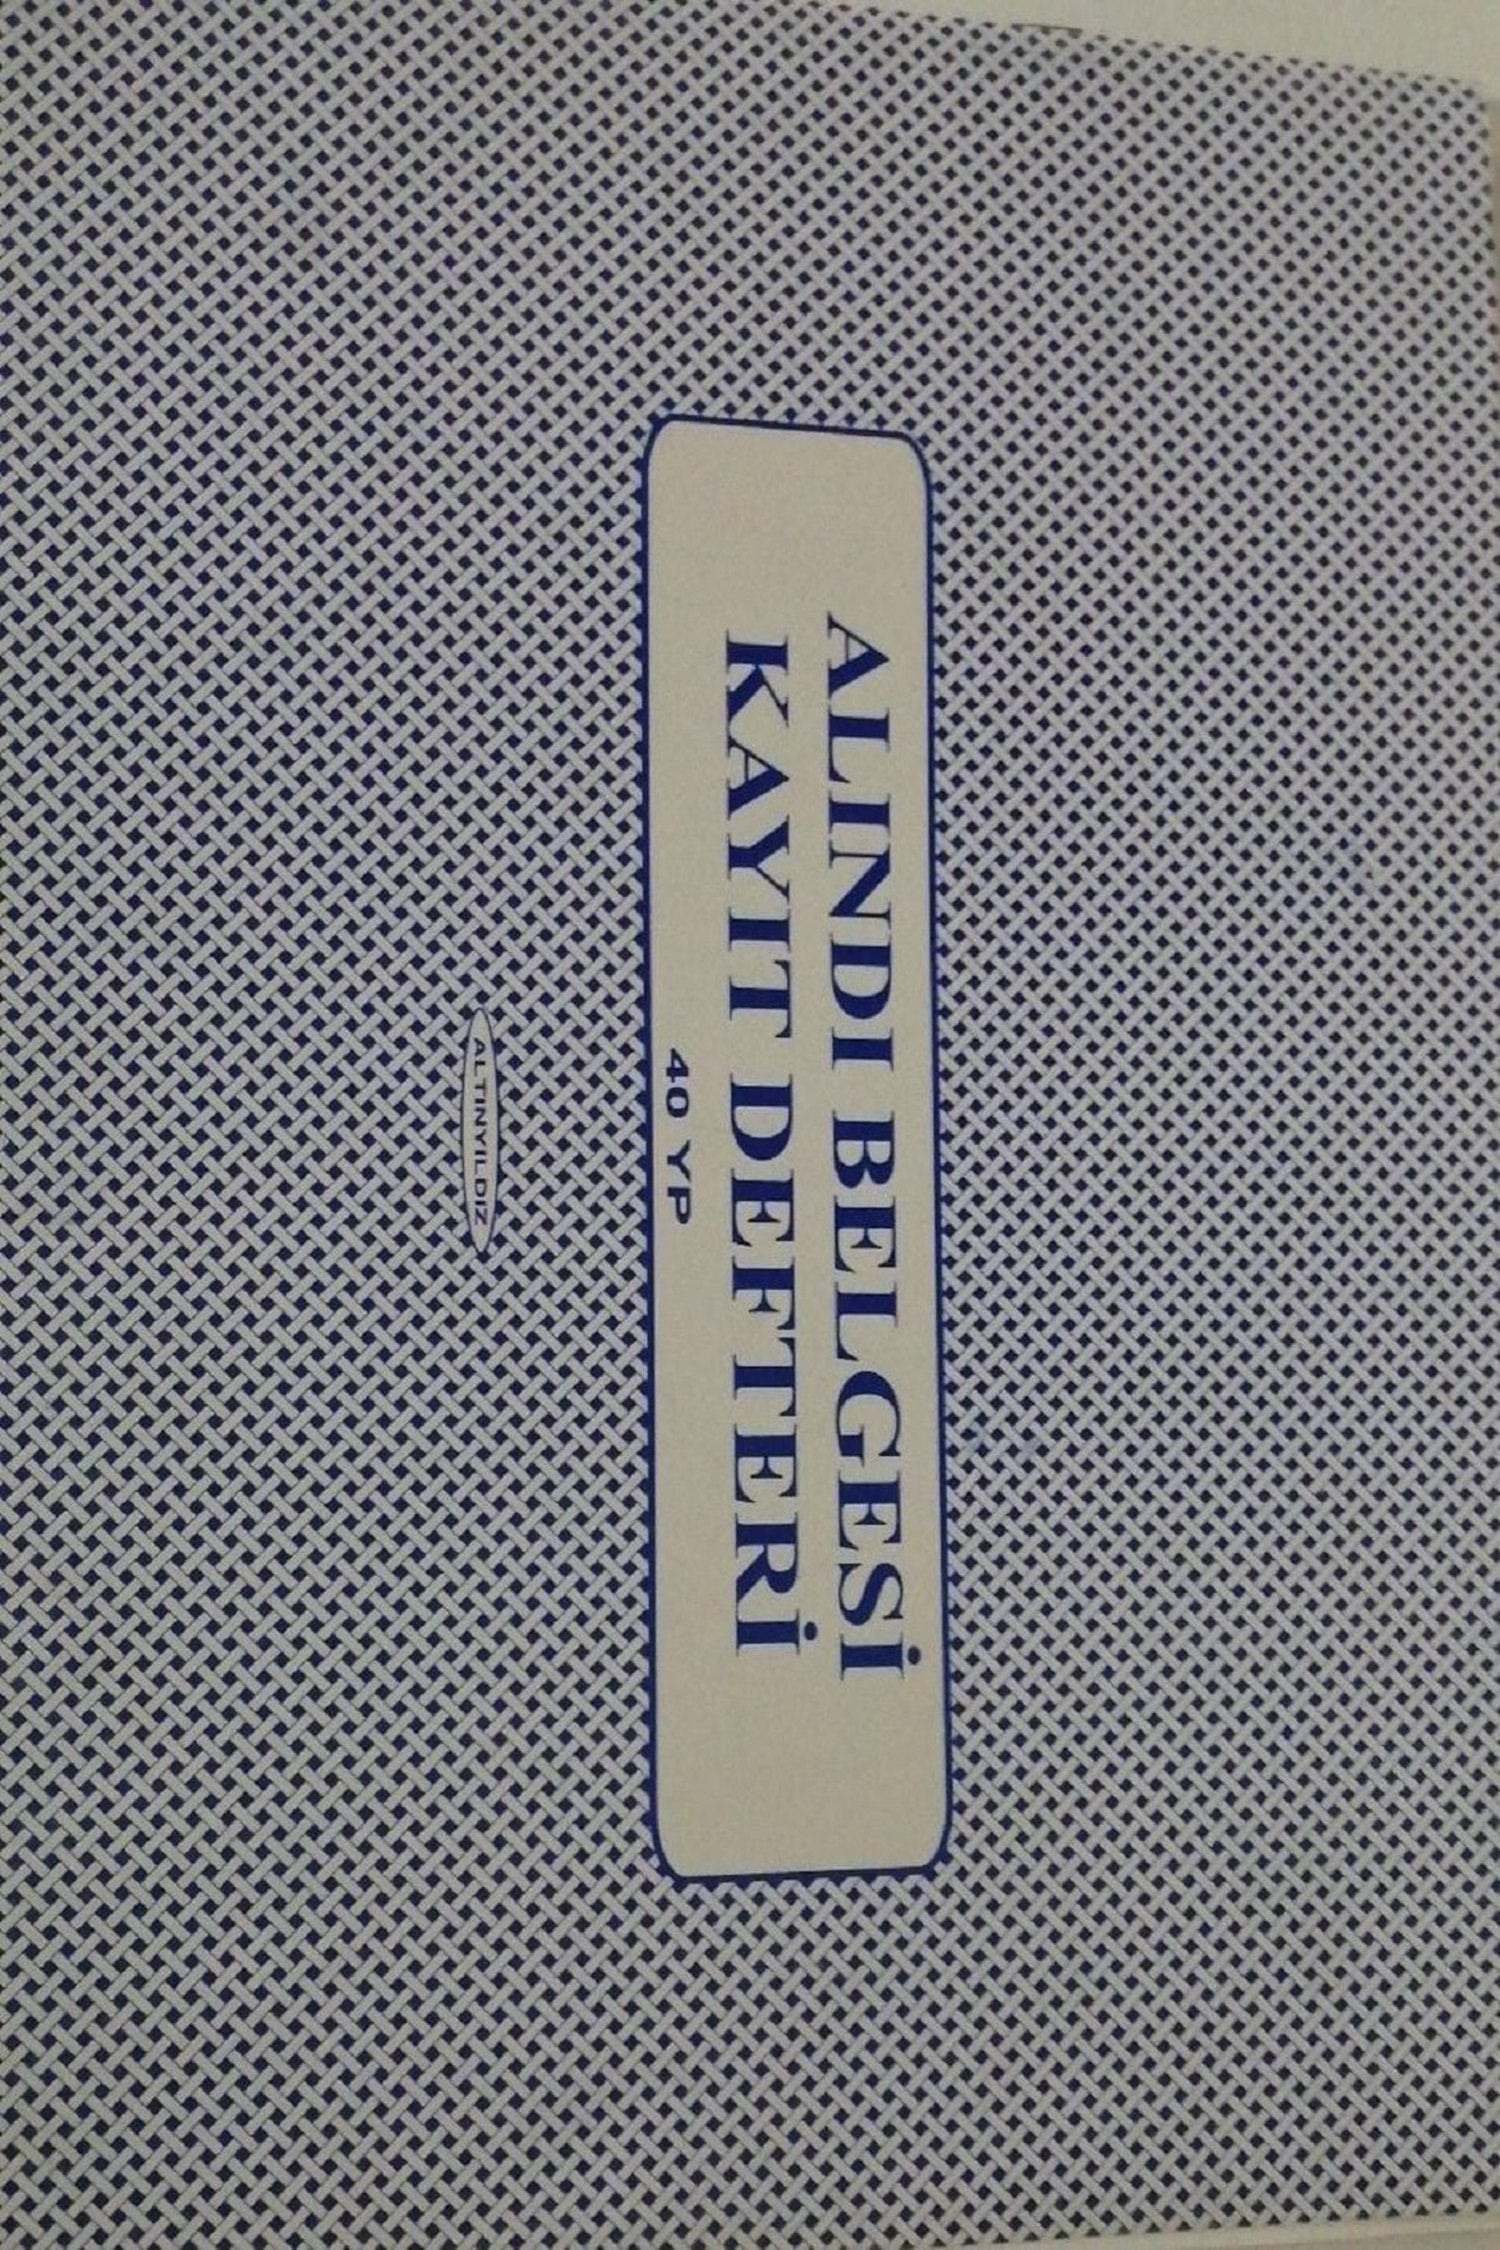 ALINDI BELGESİ
KAYIT DEFTERİ
40 YP
ALTINYILDIZ